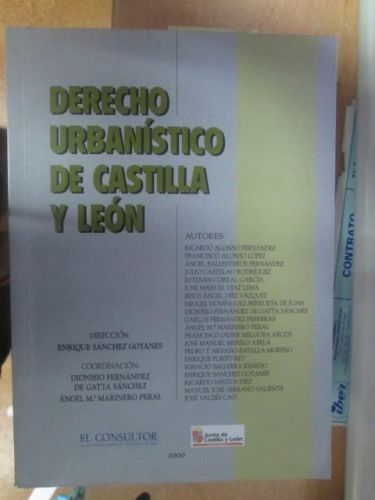 DERECHO
URBANÍSTICO
DE CASTILLA
Y LEÓN
AUTORES:
RICARDO ALONSO FERNÁNDEZ
FRANCISCO ALONSO LÓPEZ
ÁNGEL BALLESTEROS FERNÁNDEZ
JULIO CASTELAO RODRÍGUEZ
ESTEBAN CORRAL GARCÍA
JOSÉ MANUEL DÍAZ LEMA
JESÚS ÁNGEL DIEZ VÁZQUEZ
MIGUEL DOMÍNGUEZ-BERRUETA DE JUAN
DIONISIO FERNÁNDEZ DE GATTA SÁNCHEZ
CARLOS FERNÁNDEZ FERRERAS
ÁNGEL Mª MARINERO PERAL
FRANCISCO JAVIER MELGOSA ARCOS
JOSÉ MANUEL MERELO ABELA
PEDRO T. NEVADO-BATALLA MORENO
ENRIQUE PORTO REY
IGNACIO SAGARRA RENEDO
ENRIQUE SÁNCHEZ GOYANES
RICARDO SANTOS DIEZ
MANUEL JOSÉ SERRANO VALIENTE
JOSÉ VALDÉS CAO
DIRECCIÓN:
ENRIQUE SÁNCHEZ GOYANES
COORDINACIÓN:
DIONISIO FERNÁNDEZ
DE GATTA SÁNCHEZ
ÁNGEL M.ª MARINERO PERAL
EL CONSULTOR
Junta de
Castilla y León
2000
CONTRATO